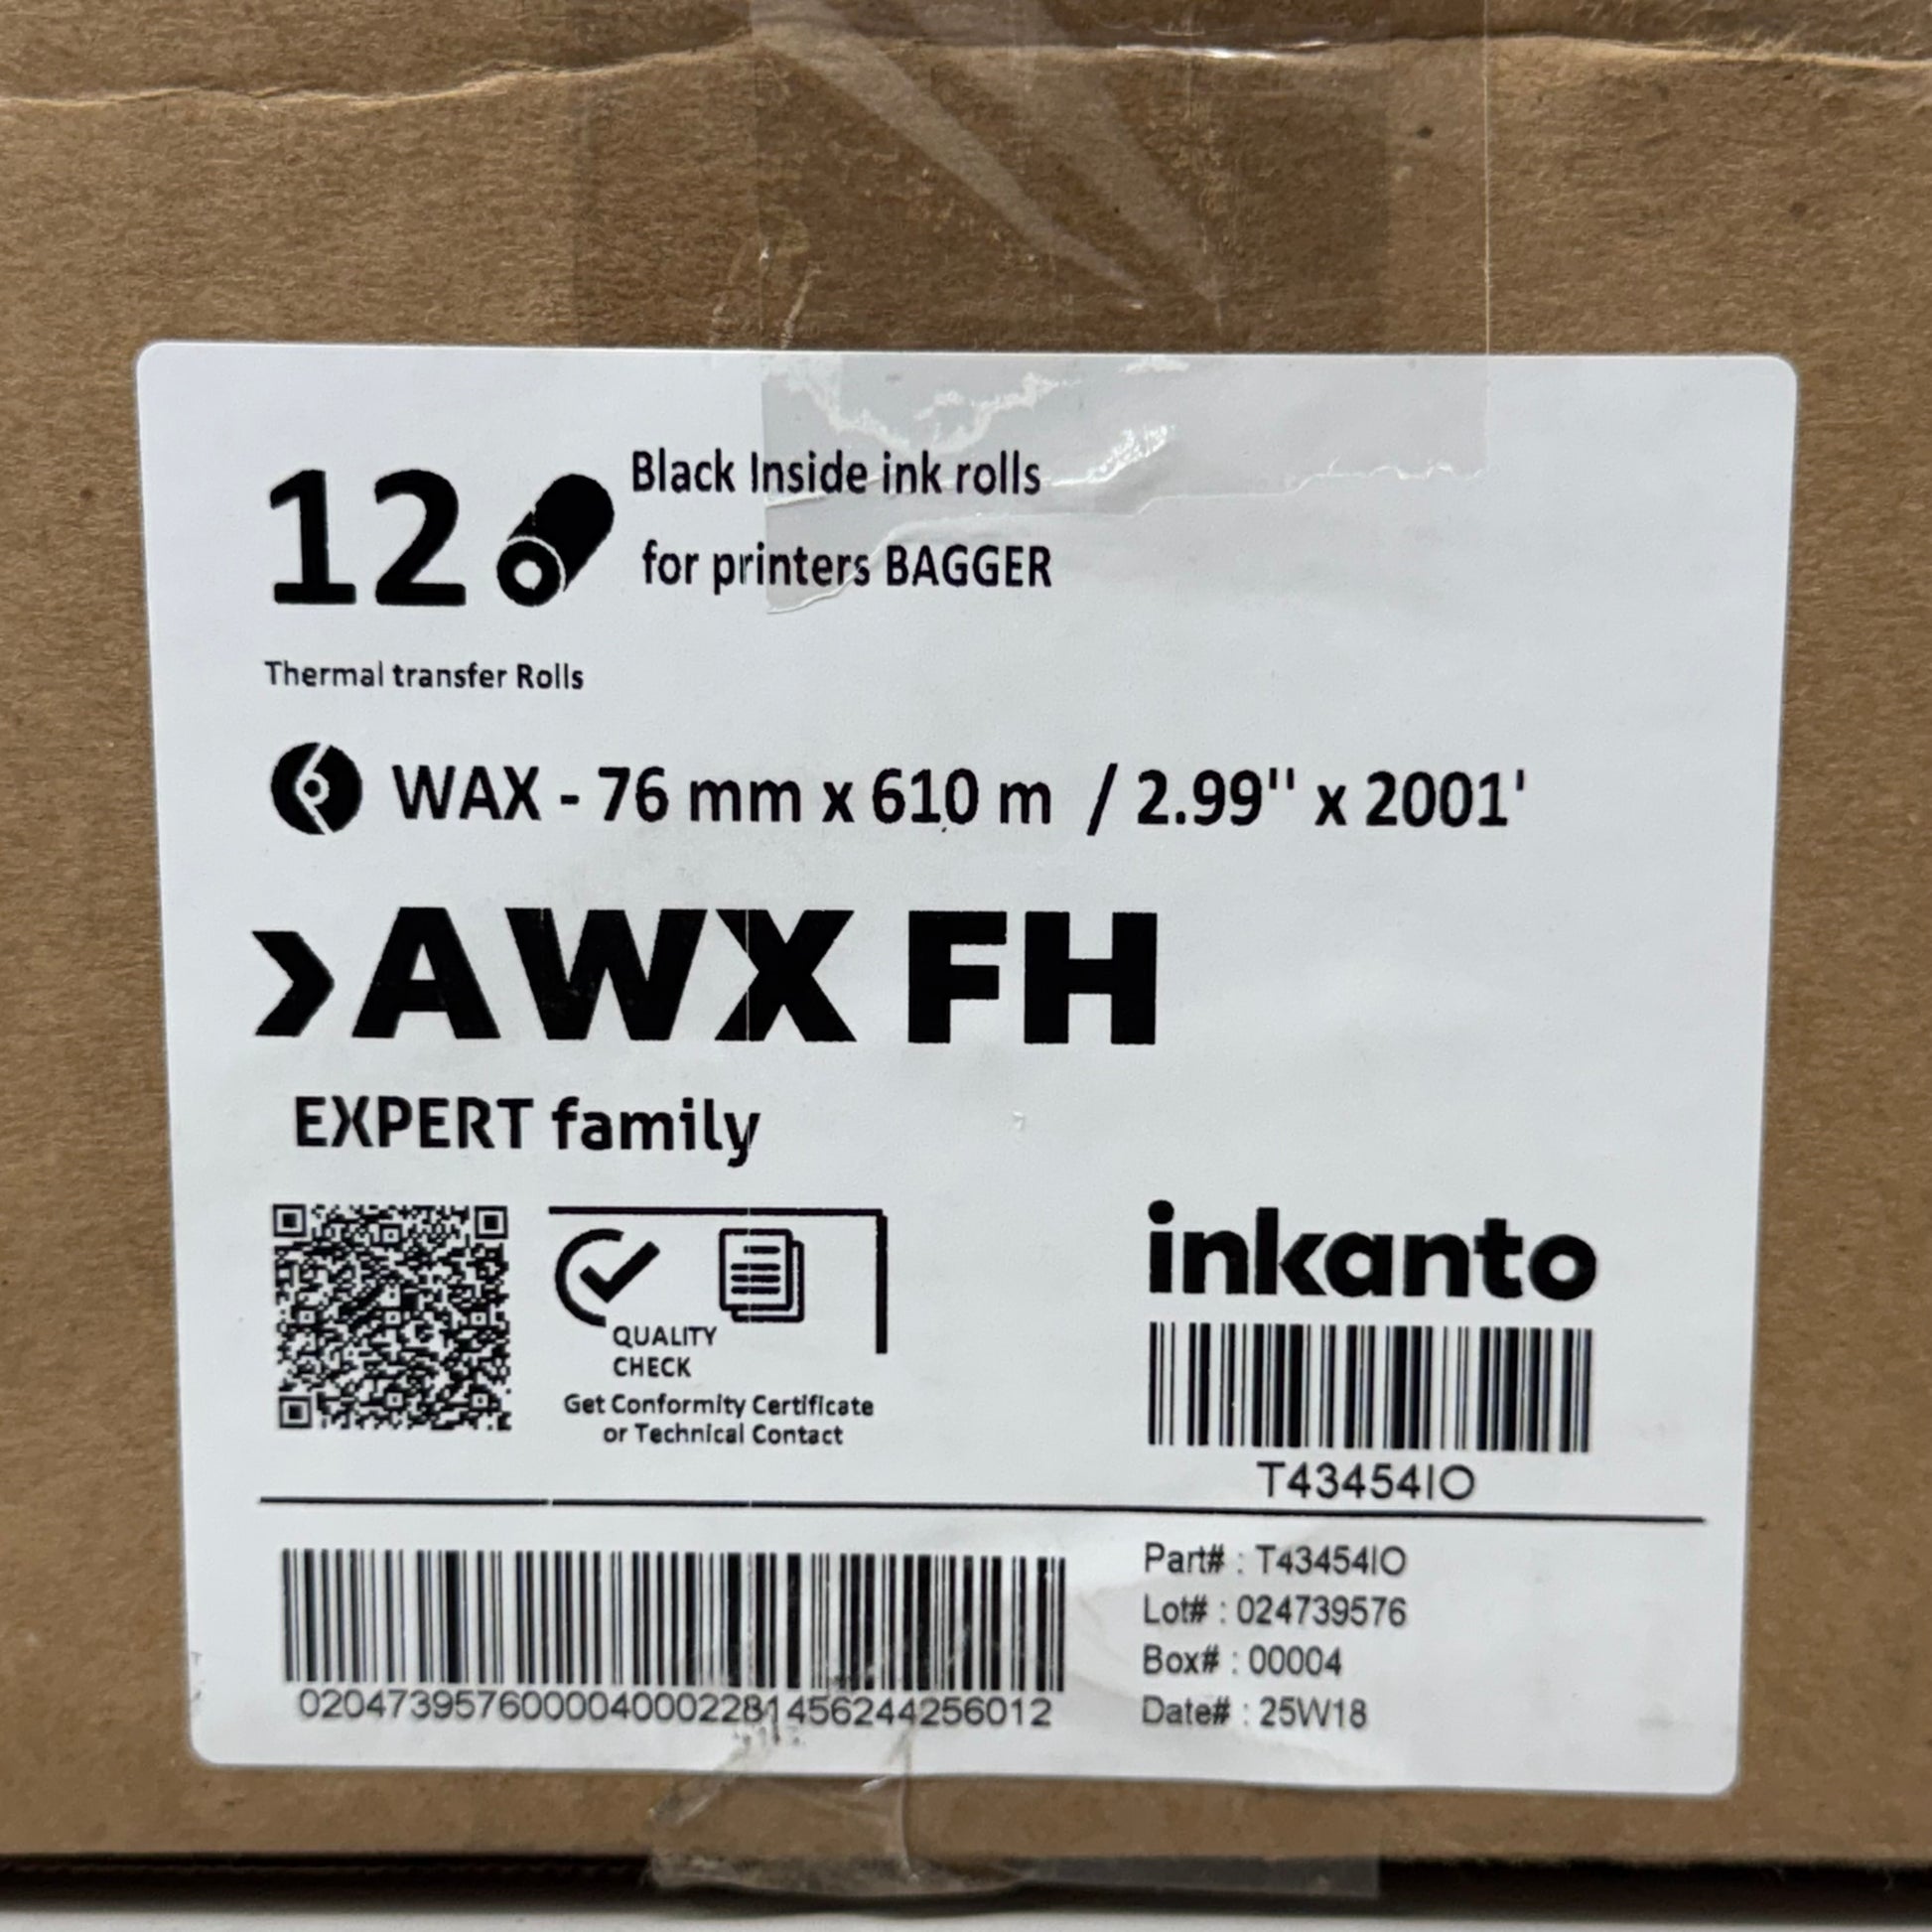 12
Black Inside ink rolls
for printers BAGGER
Thermal transfer Rolls
WAX - 76 mm x 610 m / 2.99'' x 2001'
›AWX FH
EXPERT family
QUALITY
CHECK
Get Conformity Certificate
or Technical Contact
inkanto
T43454IO
Part# : T43454IO
Lot# : 024739576
Box# : 00004
Date# : 25W18
0204739576000040002281456244256012